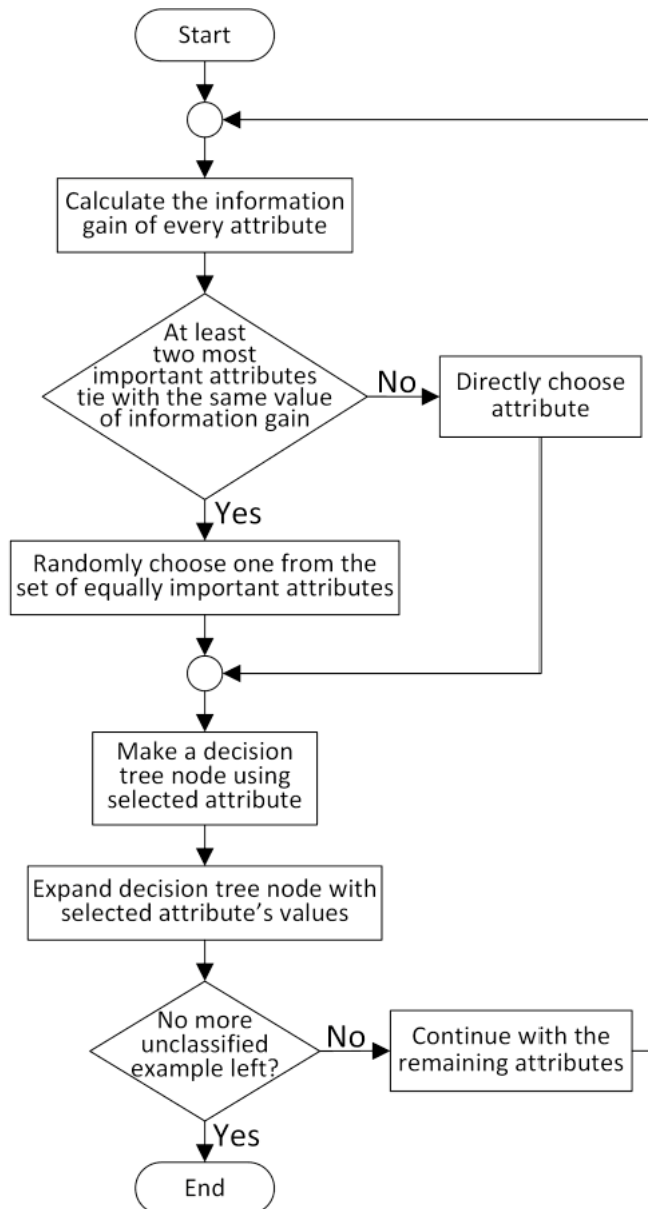 Start
Calculate the information
gain of every attribute
At least
two most
important attributes
tie with the same value
of information gain
No
Directly choose
attribute
Yes
Randomly choose one from the
set of equally important attributes
Make a decision
tree node using
selected attribute
Expand decision tree node with
selected attribute’s values
No more
unclassified
example left?
No
Continue with the
remaining attributes
Yes
End